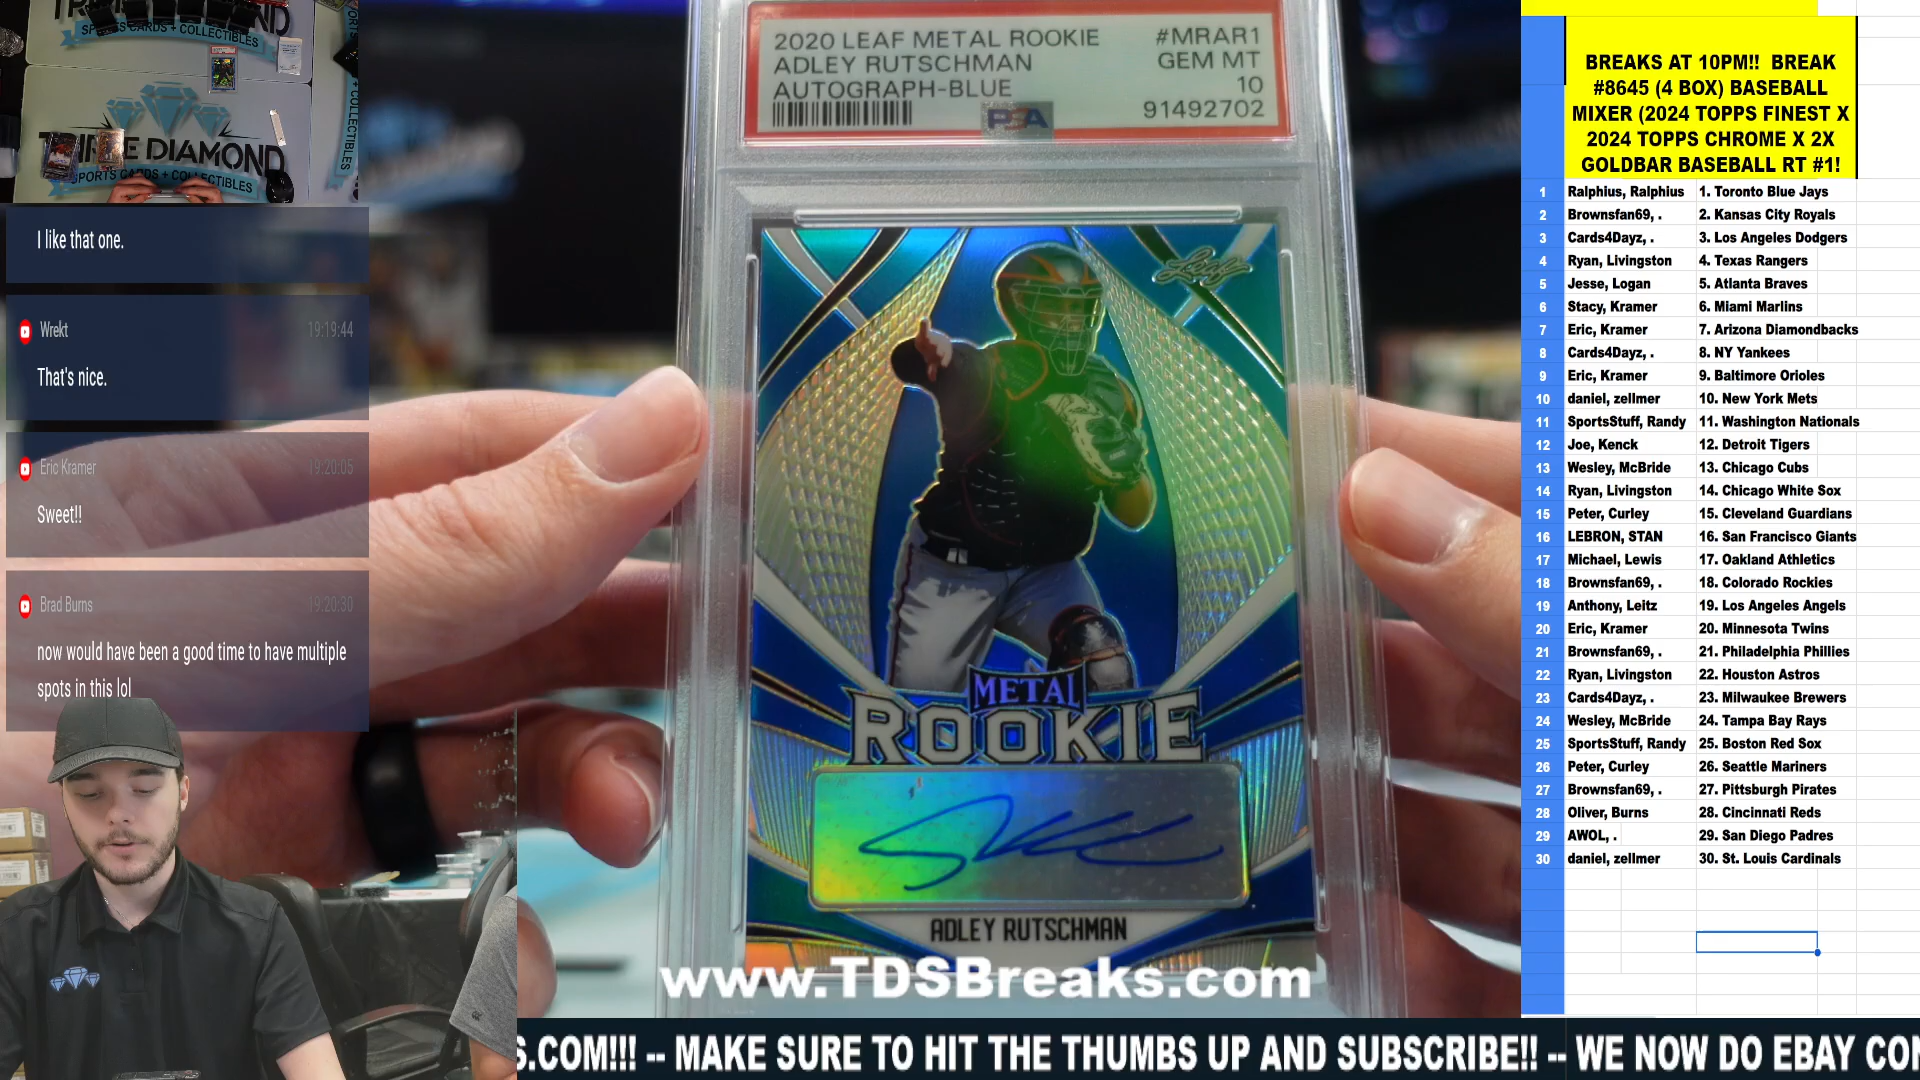 SPORTS CARDS + COLLECTIBLES
TRIPLE DIAMOND
SPORTS CARDS + COLLECTIBLES
I like that one.
Wrekt 19:19:44
That's nice.
Eric Kramer 19:20:05
Sweet!!
Brad Burns 19:20:30
now would have been a good time to have multiple
spots in this lol
2020 LEAF METAL ROOKIE #MRAR1
ADLEY RUTSCHMAN GEM MT
AUTOGRAPH-BLUE 10
PSA 91492702
Leaf
METAL
ROOKIE
ADLEY RUTSCHMAN
www.TDSBreaks.com
BREAKS AT 10PM!! BREAK
#8645 (4 BOX) BASEBALL
MIXER (2024 TOPPS FINEST X
2024 TOPPS CHROME X 2X
GOLDBAR BASEBALL RT #1!
1 Ralphius, Ralphius 1. Toronto Blue Jays
2 Brownsfan69, . 2. Kansas City Royals
3 Cards4Dayz, . 3. Los Angeles Dodgers
4 Ryan, Livingston 4. Texas Rangers
5 Jesse, Logan 5. Atlanta Braves
6 Stacy, Kramer 6. Miami Marlins
7 Eric, Kramer 7. Arizona Diamondbacks
8 Cards4Dayz, . 8. NY Yankees
9 Eric, Kramer 9. Baltimore Orioles
10 daniel, zellmer 10. New York Mets
11 SportsStuff, Randy 11. Washington Nationals
12 Joe, Kenck 12. Detroit Tigers
13 Wesley, McBride 13. Chicago Cubs
14 Ryan, Livingston 14. Chicago White Sox
15 Peter, Curley 15. Cleveland Guardians
16 LEBRON, STAN 16. San Francisco Giants
17 Michael, Lewis 17. Oakland Athletics
18 Brownsfan69, . 18. Colorado Rockies
19 Anthony, Leitz 19. Los Angeles Angels
20 Eric, Kramer 20. Minnesota Twins
21 Brownsfan69, . 21. Philadelphia Phillies
22 Ryan, Livingston 22. Houston Astros
23 Cards4Dayz, . 23. Milwaukee Brewers
24 Wesley, McBride 24. Tampa Bay Rays
25 SportsStuff, Randy 25. Boston Red Sox
26 Peter, Curley 26. Seattle Mariners
27 Brownsfan69, . 27. Pittsburgh Pirates
28 Oliver, Burns 28. Cincinnati Reds
29 AWOL, . 29. San Diego Padres
30 daniel, zellmer 30. St. Louis Cardinals
S.COM!!! -- MAKE SURE TO HIT THE THUMBS UP AND SUBSCRIBE!! -- WE NOW DO EBAY CON